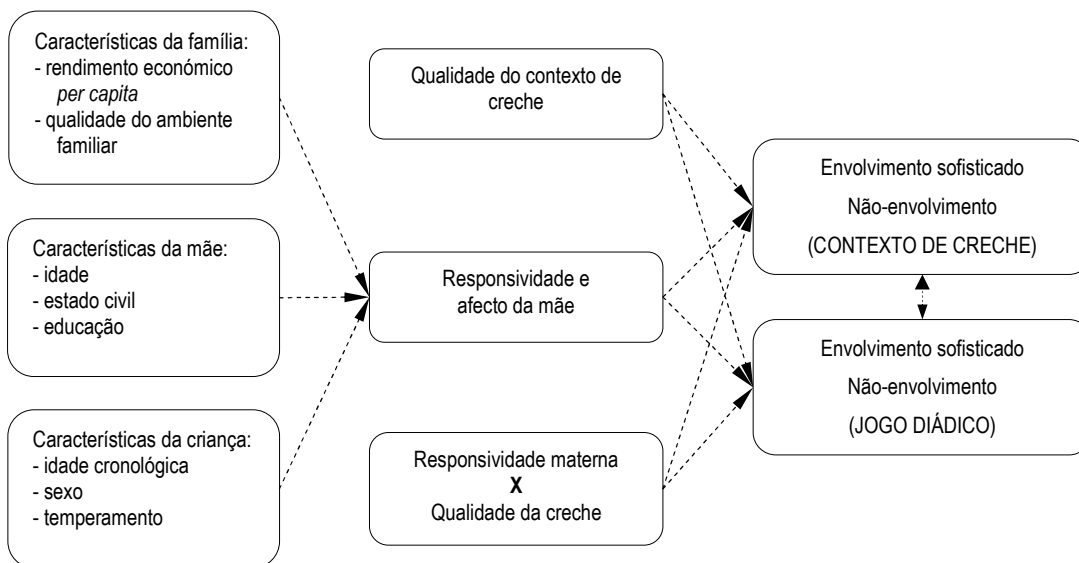 Características da família:
- rendimento económico
per capita
- qualidade do ambiente
familiar
Características da mãe:
- idade
- estado civil
- educação
Características da criança:
- idade cronológica
- sexo
- temperamento
Qualidade do contexto de
creche
Responsividade e
afecto da mãe
Responsividade materna
X
Qualidade da creche
Envolvimento sofisticado
Não-envolvimento
(CONTEXTO DE CRECHE)
Envolvimento sofisticado
Não-envolvimento
(JOGO DIÁDICO)